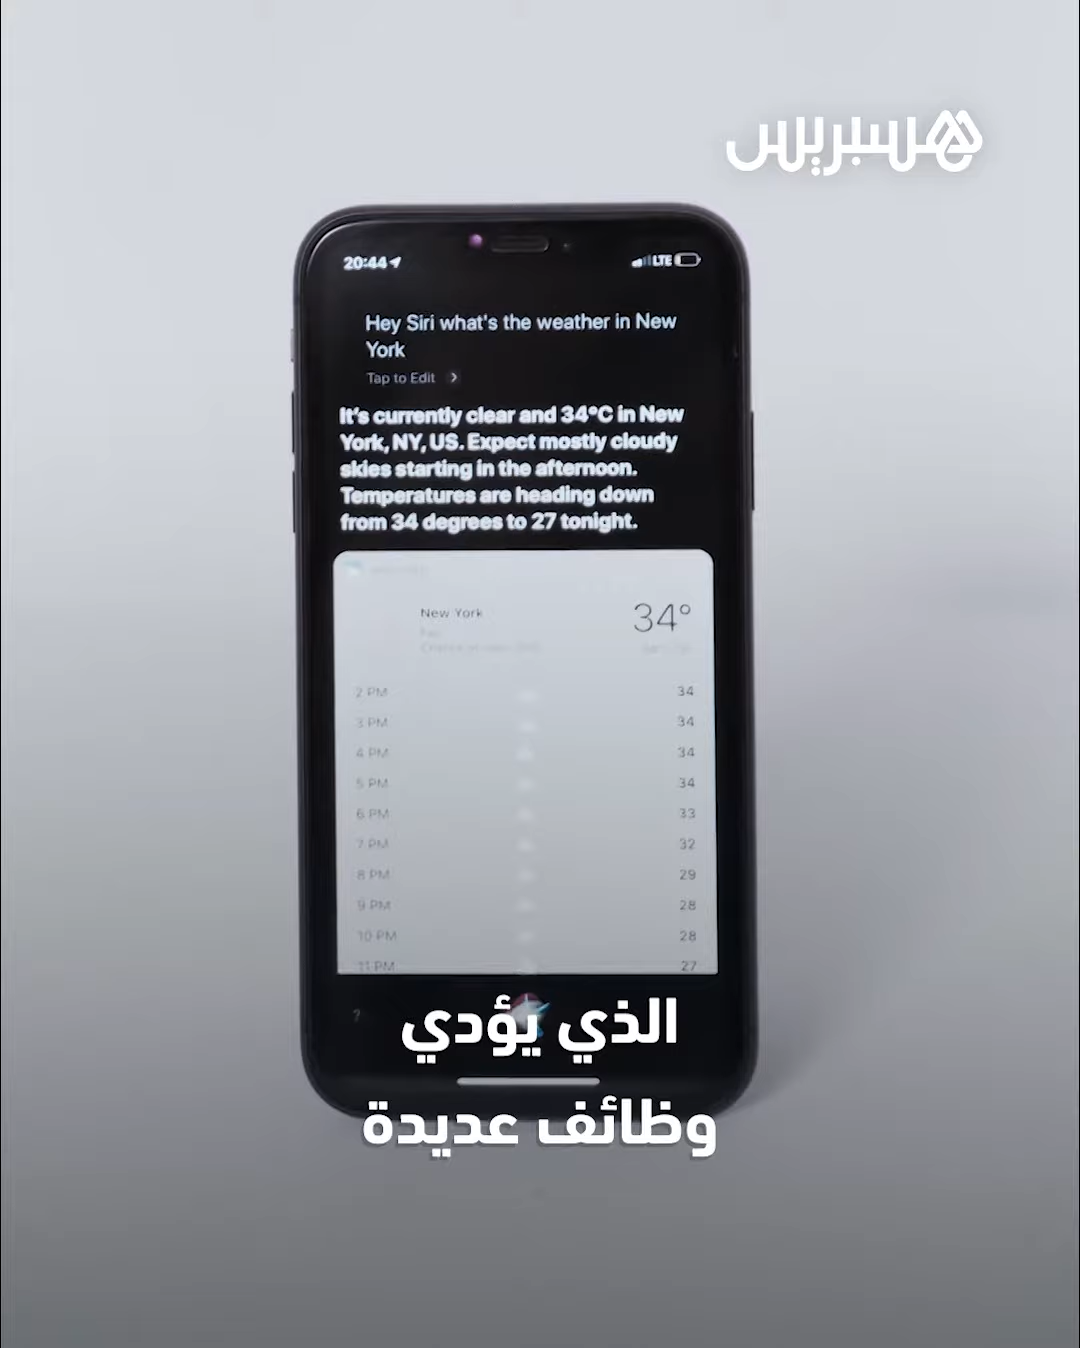 هسبريس
20:44
LTE
Hey Siri what's the weather in New
York
Tap to Edit
It's currently clear and 34°C in New
York, NY, US. Expect mostly cloudy
skies starting in the afternoon.
Temperatures are heading down
from 34 degrees to 27 tonight.
New York
34°
2 PM 34
3 PM 34
4 PM 34
5 PM 34
6 PM 33
7 PM 32
8 PM 29
9 PM 28
10 PM 28
11 PM 27
?
الذي يؤدي
وظائف عديدة